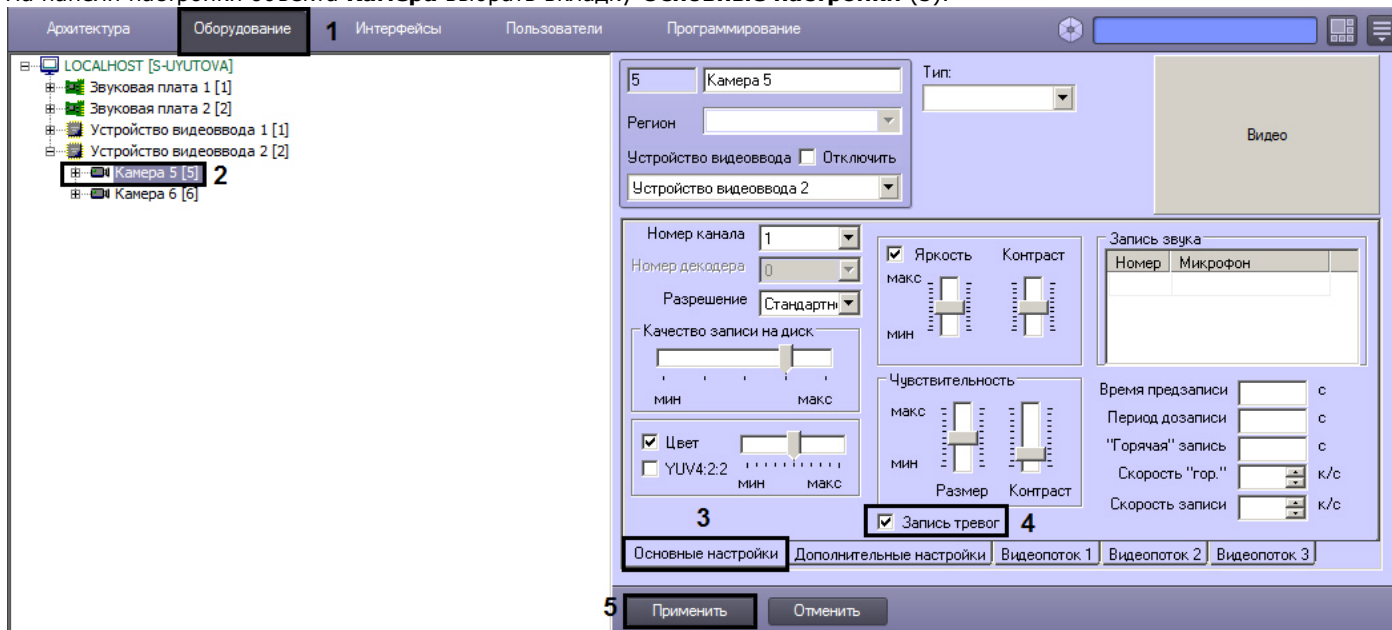 На панели настройки объекта Камера выбрать вкладку Основные настройки (3).
Архитектура Оборудование 1 Интерфейсы Пользователи Программирование
LOCALHOST [S-UYUTOVA]
Звуковая плата 1 [1]
Звуковая плата 2 [2]
Устройство видеоввода 1 [1]
Устройство видеоввода 2 [2]
Камера 5 [5] 2
Камера 6 [6]
5 Камера 5
Тип:
Регион
Устройство видеоввода Отключить
Устройство видеоввода 2
Видео
Номер канала 1
Номер декодера 0
Разрешение Стандартн
Качество записи на диск
мин макс
Цвет
YUV4:2:2
мин макс
3
Яркость Контраст
макс
мин
Чувствительность
макс
мин
Размер Контраст
Запись тревог 4
Запись звука
Номер Микрофон
Время предзаписи с
Период дозаписи с
"Горячая" запись с
Скорость "гор." к/с
Скорость записи к/с
Основные настройки Дополнительные настройки Видеопоток 1 Видеопоток 2 Видеопоток 3
5 Применить Отменить